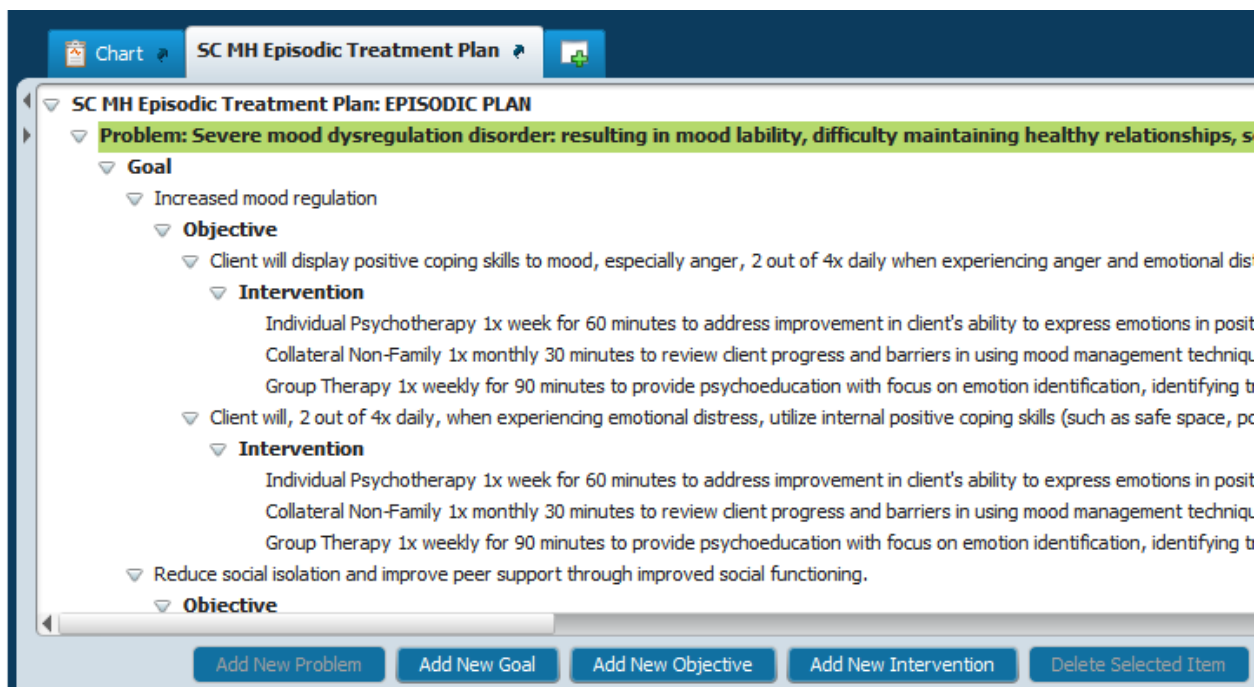 Chart
SC MH Episodic Treatment Plan
SC MH Episodic Treatment Plan: EPISODIC PLAN
Problem: Severe mood dysregulation disorder: resulting in mood lability, difficulty maintaining healthy relationships,
Goal
Increased mood regulation
Objective
Client will display positive coping skills to mood, especially anger, 2 out of 4x daily when experiencing anger and emotional
Intervention
Individual Psychotherapy 1x week for 60 minutes to address improvement in client's ability to express emotions in
Collateral Non-Family 1x monthly 30 minutes to review client progress and barriers in using mood management
Group Therapy 1x weekly for 90 minutes to provide psychoeducation with focus on emotion identification, identifying
Client will, 2 out of 4x daily, when experiencing emotional distress, utilize internal positive coping skills (such as safe space,
Intervention
Individual Psychotherapy 1x week for 60 minutes to address improvement in client's ability to express emotions in
Collateral Non-Family 1x monthly 30 minutes to review client progress and barriers in using mood management
Group Therapy 1x weekly for 90 minutes to provide psychoeducation with focus on emotion identification, identifying
Reduce social isolation and improve peer support through improved social functioning.
Objective
Add New Problem
Add New Goal
Add New Objective
Add New Intervention
Delete Selected Item